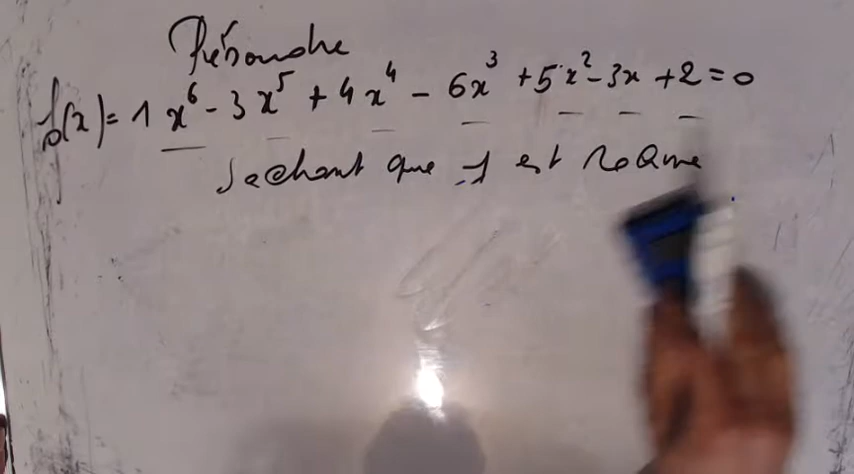 Résoudre
f(x) = 1x⁶ - 3x⁵ + 4x⁴ - 6x³ + 5x² - 3x + 2 = 0
Sachant que 1 est racine